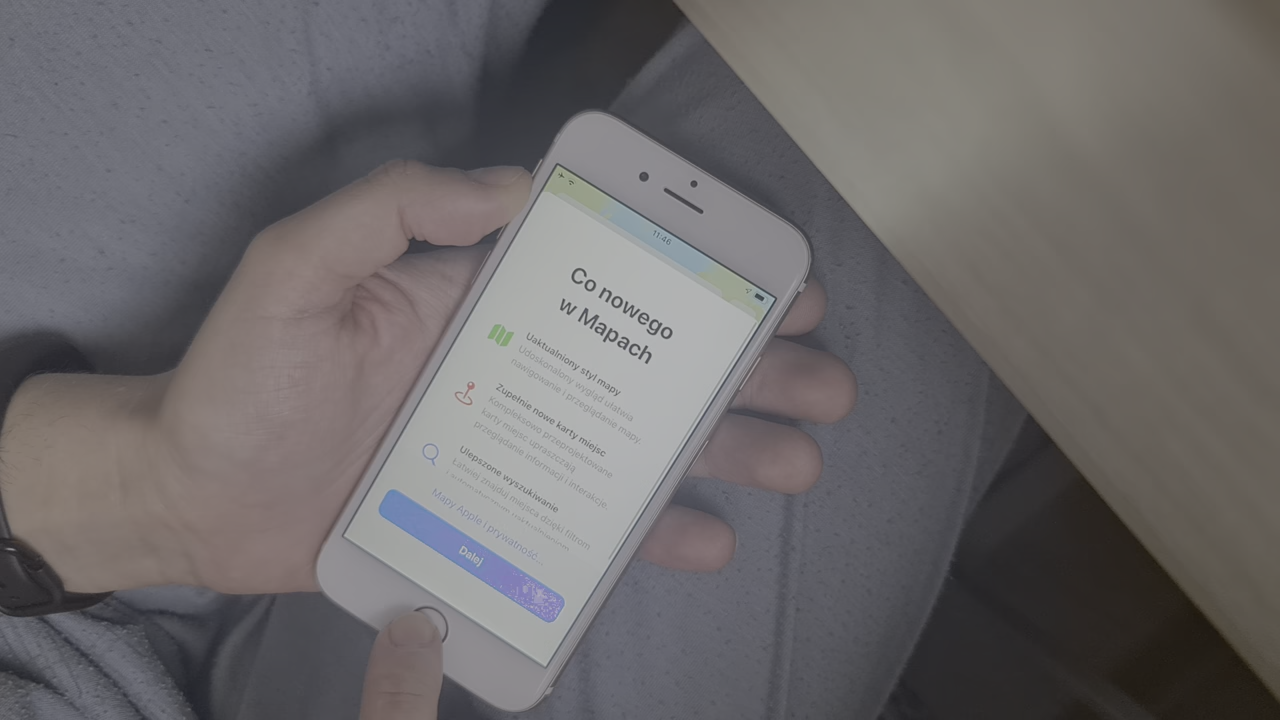 11:46
Co nowego
w Mapach
Uaktualniony styl mapy
Udoskonalony wygląd ułatwia
nawigowanie i przeglądanie mapy.
Zupełnie nowe karty miejsc
Kompleksowo przeprojektowane
karty miejsc upraszczają
przeglądanie informacji i interakcje.
Ulepszone wyszukiwanie
Łatwiej znajduj miejsca dzięki filtrom
Mapy Apple i prywatność...
Dalej